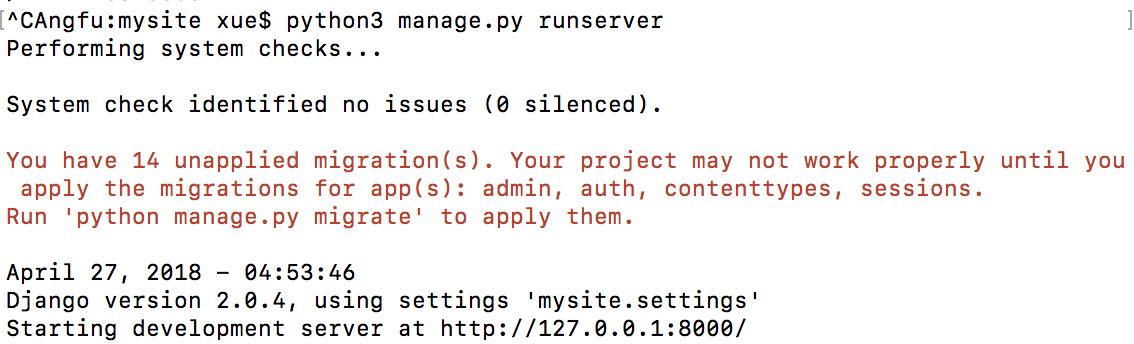 [^CAngfu:mysite xue$ python3 manage.py runserver ]
Performing system checks...
System check identified no issues (0 silenced).
You have 14 unapplied migration(s). Your project may not work properly until you
apply the migrations for app(s): admin, auth, contenttypes, sessions.
Run 'python manage.py migrate' to apply them.
April 27, 2018 - 04:53:46
Django version 2.0.4, using settings 'mysite.settings'
Starting development server at http://127.0.0.1:8000/